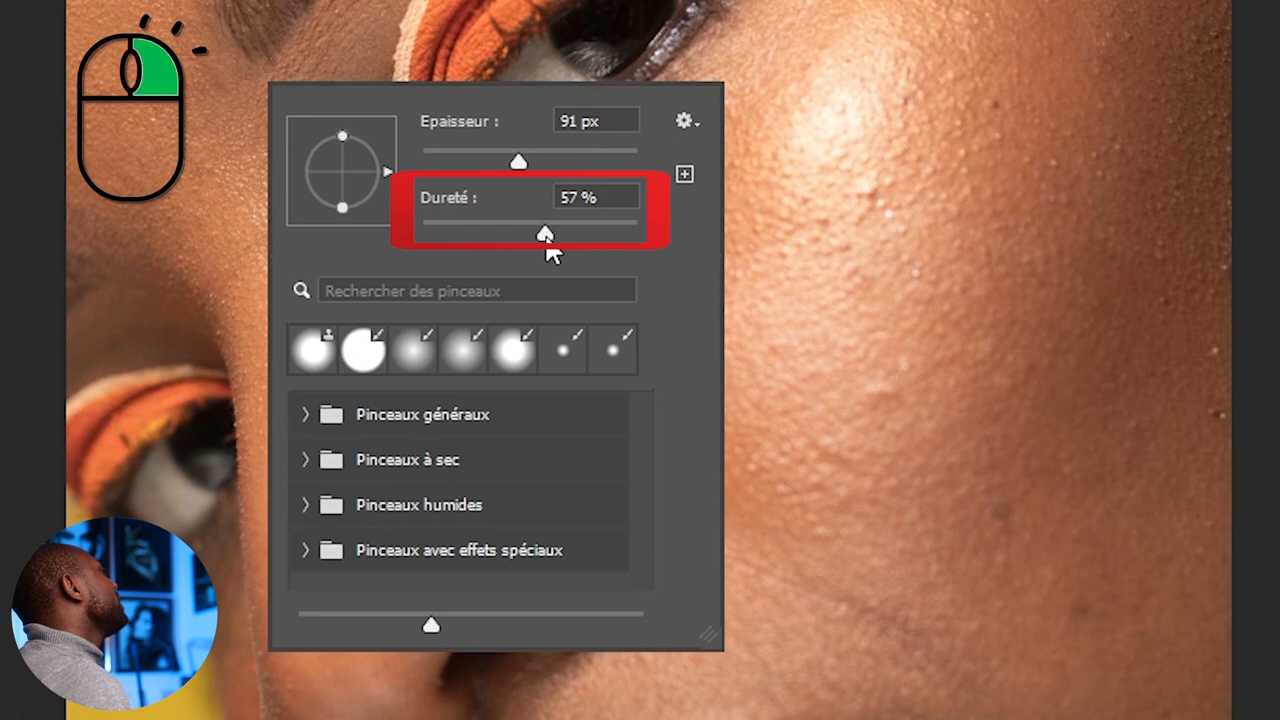 Epaisseur :
91 px
Dureté :
57 %
Rechercher des pinceaux
Pinceaux généraux
Pinceaux à sec
Pinceaux humides
Pinceaux avec effets spéciaux